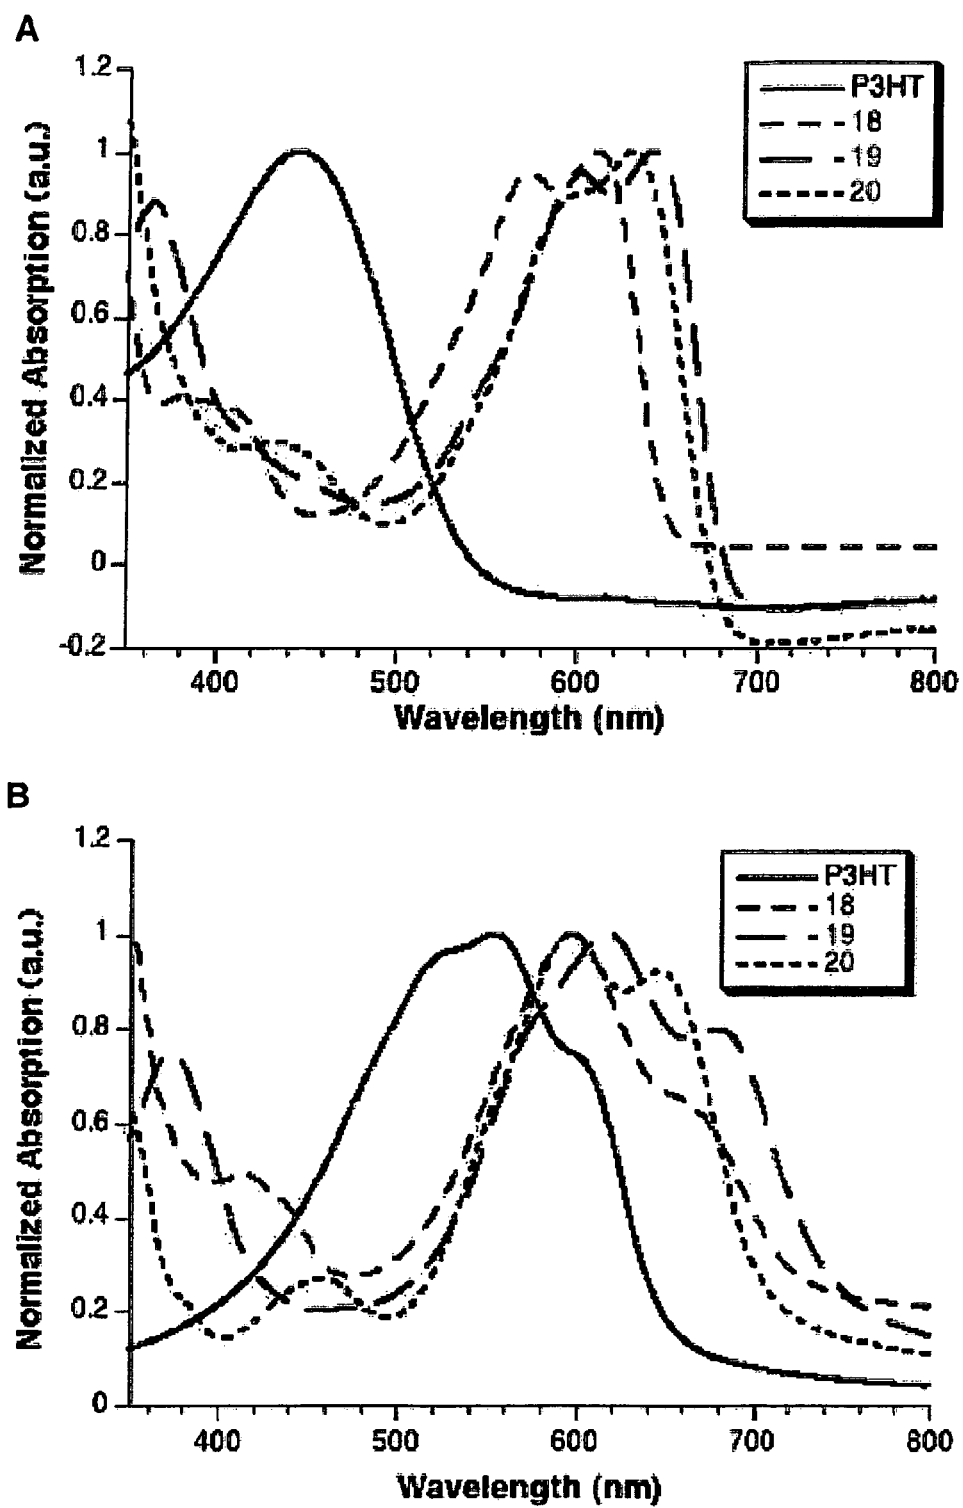 A
1.2
1
0.8
0.6
0.4
0.2
0
-0.2
Normalized Absorption (a.u.)
P3HT
18
19
20
400 500 600 700 800
Wavelength (nm)
B
1.2
1
0.8
0.6
0.4
0.2
0
Normalized Absorption (a.u.)
P3HT
18
19
20
400 500 600 700 800
Wavelength (nm)